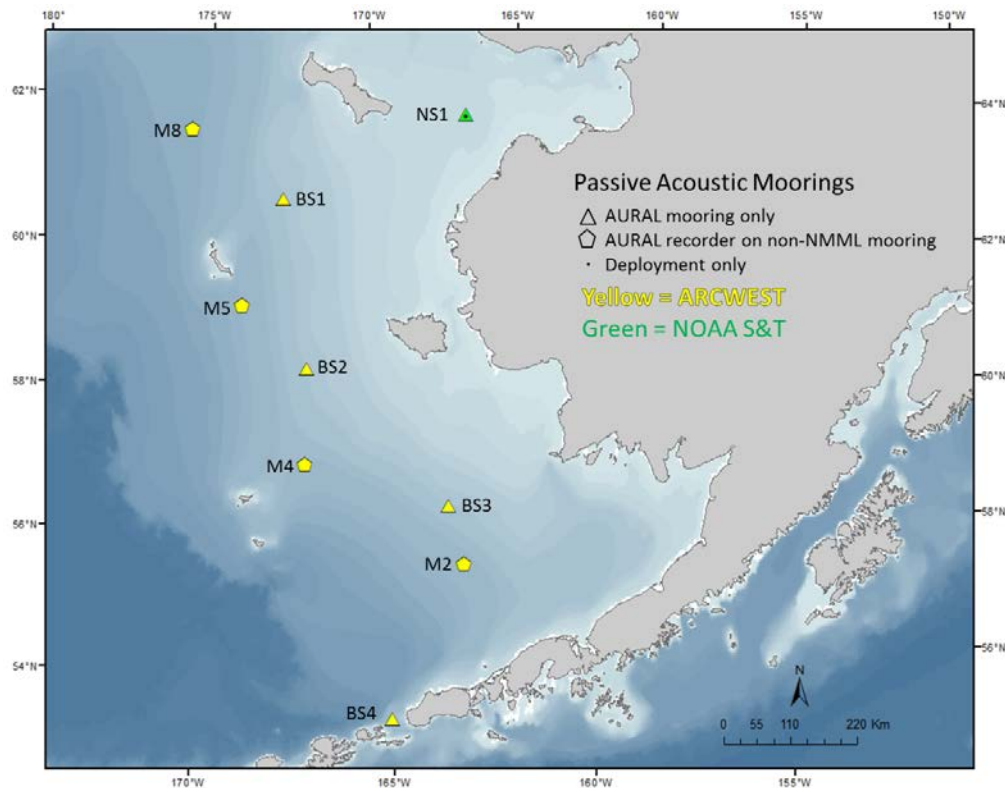 180° 175°W 170°W 165°W 160°W 155°W 150°W
62°N
64°N
NS1
M8
Passive Acoustic Moorings
BS1
AURAL mooring only
60°N
62°N
AURAL recorder on non-NMML mooring
Deployment only
Yellow = ARCWEST
M5
Green = NOAA S&T
BS2
58°N
60°N
M4
BS3
58°N
56°N
M2
56°N
54°N
N
BS4
0 55 110 220 Km
170°W 165°W 160°W 155°W